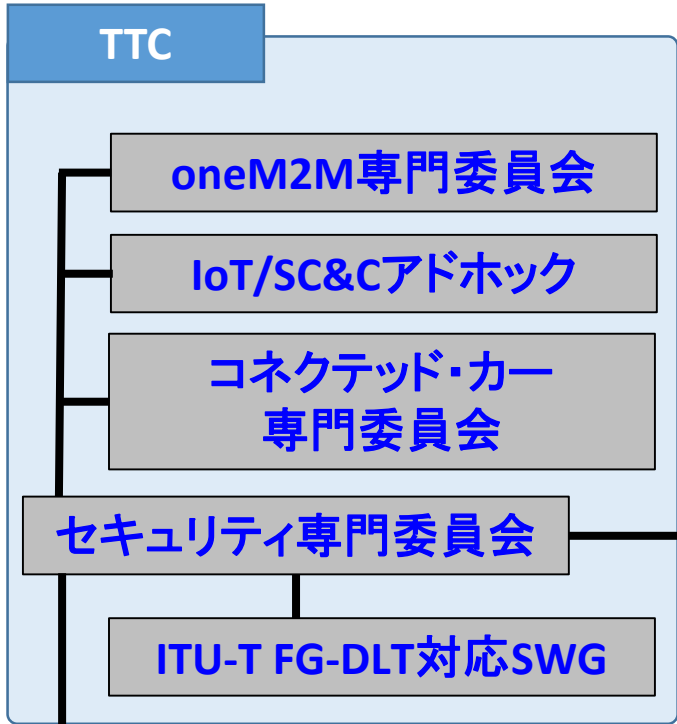 TTC
oneM2M専門委員会
IoT/SC&Cアドホック
コネクテッド・カー
専門委員会
セキュリティ専門委員会
ITU-T FG-DLT対応SWG